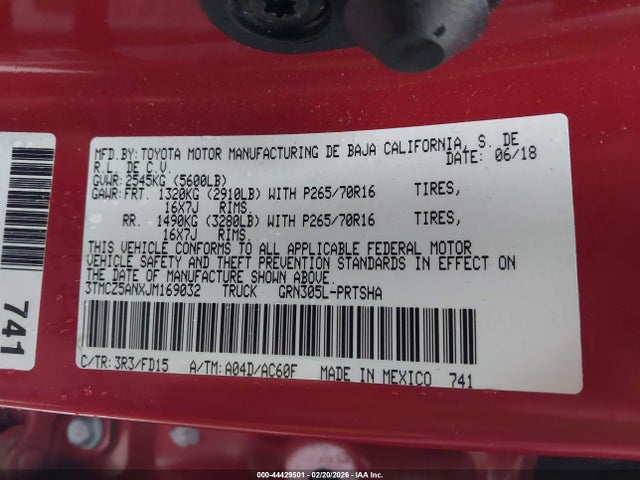 MFD.BY:TOYOTA MOTOR MANUFACTURING DE BAJA CALIFORNIA, S. DE
R.L. DE C.V. DATE: 06/18
GVWR:2545KG (5600LB)
GAWR:FRT. 1320KG (2910LB) WITH P265/70R16 TIRES,
16X7J RIMS.
RR. 1490KG (3280LB) WITH P265/70R16 TIRES,
16X7J RIMS.
THIS VEHICLE CONFORMS TO ALL APPLICABLE FEDERAL MOTOR
VEHICLE SAFETY AND THEFT PREVENTION STANDARDS IN EFFECT ON
THE DATE OF MANUFACTURE SHOWN ABOVE.
3TMCZ5ANXJM169032 TRUCK GRN305L-PRTSHA
C/TR:3R3/FD15 A/TM:A04D/AC60F MADE IN MEXICO 741
741
000-44429501 - 02/20/2026 - IAA Inc.